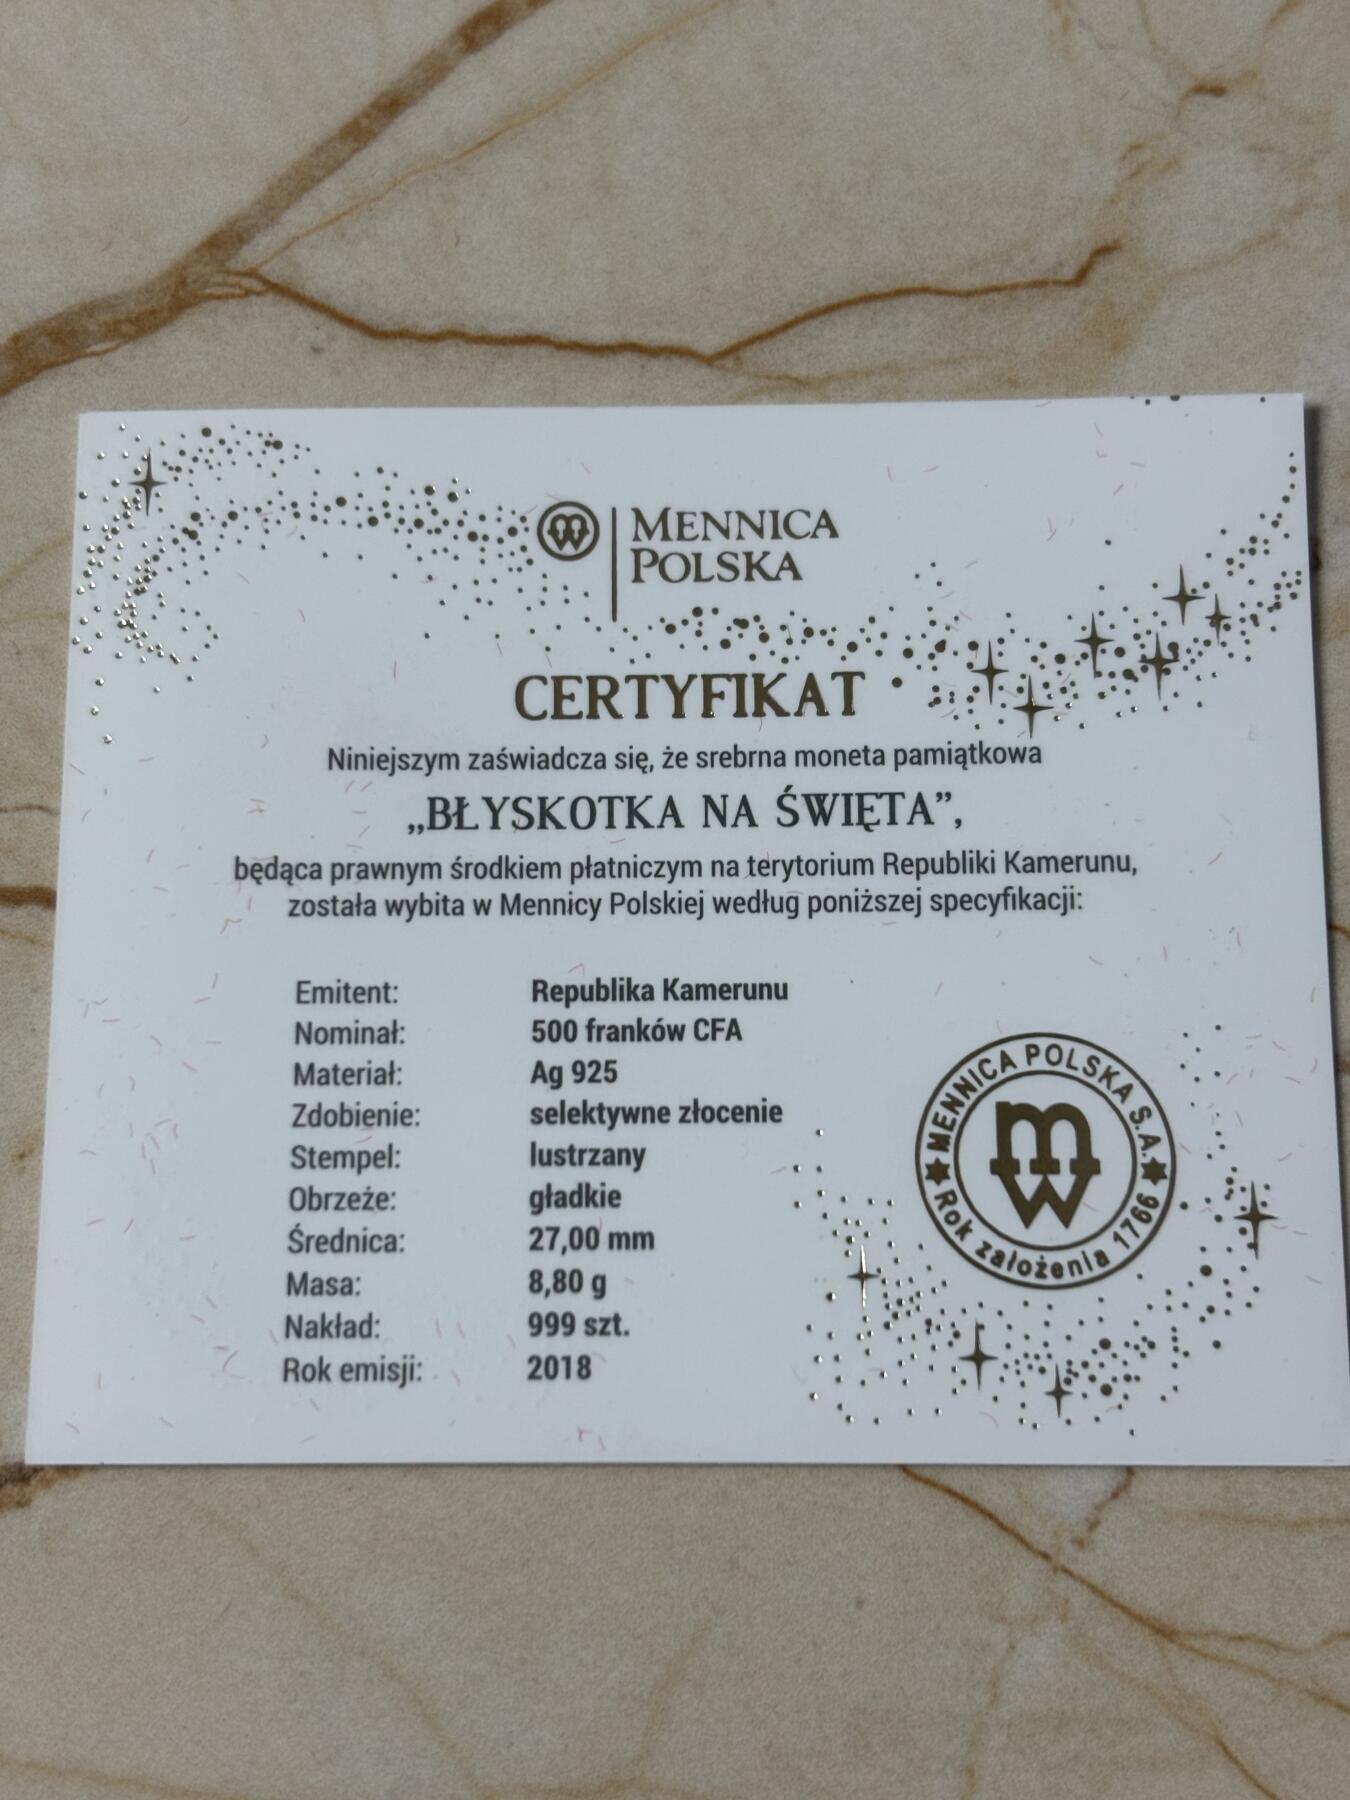 MENNICA
POLSKA
CERTYFIKAT
Niniejszym zaświadcza się, że srebrna moneta pamiątkowa
„BŁYSKOTKA NA ŚWIĘTA”,
będąca prawnym środkiem płatniczym na terytorium Republiki Kamerunu,
została wybita w Mennicy Polskiej według poniższej specyfikacji:
Emitent: Republika Kamerunu
Nominał: 500 franków CFA
Materiał: Ag 925
Zdobienie: selektywne złocenie
Stempel: lustrzany
Obrzeże: gładkie
Średnica: 27,00 mm
Masa: 8,80 g
Nakład: 999 szt.
Rok emisji: 2018
MENNICA POLSKA S.A.
mw
Rok założenia 1766